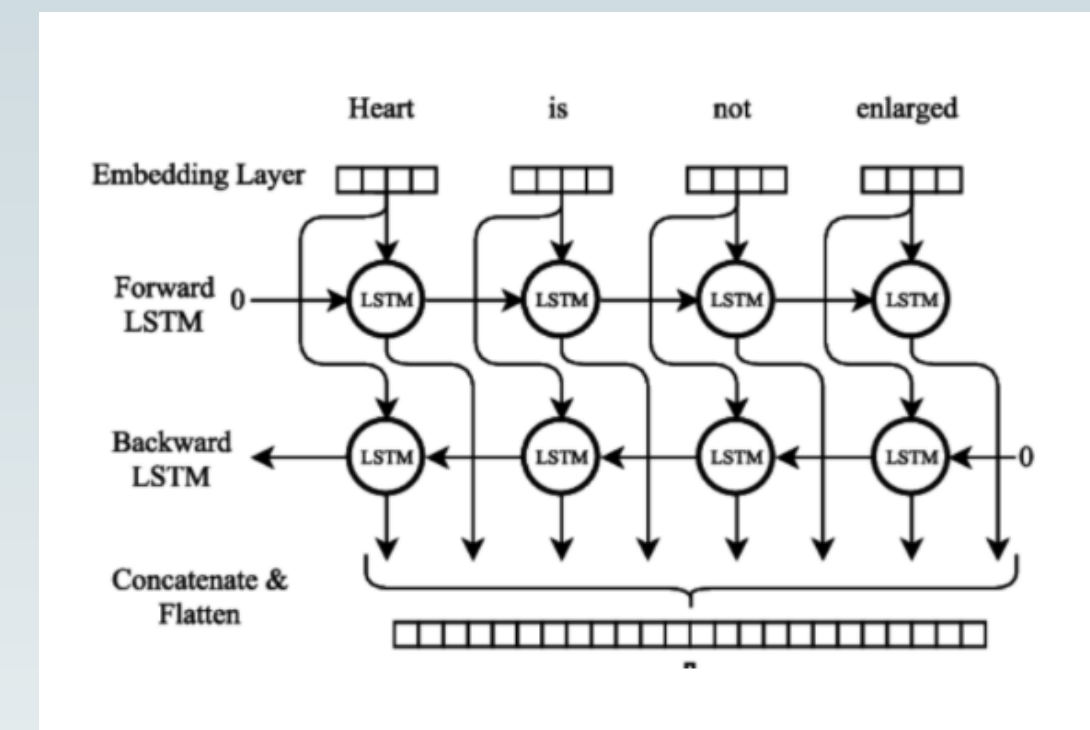 Heart is not enlarged
Embedding Layer
Forward
LSTM
0
LSTM LSTM LSTM LSTM
Backward
LSTM
LSTM LSTM LSTM LSTM
0
Concatenate &
Flatten